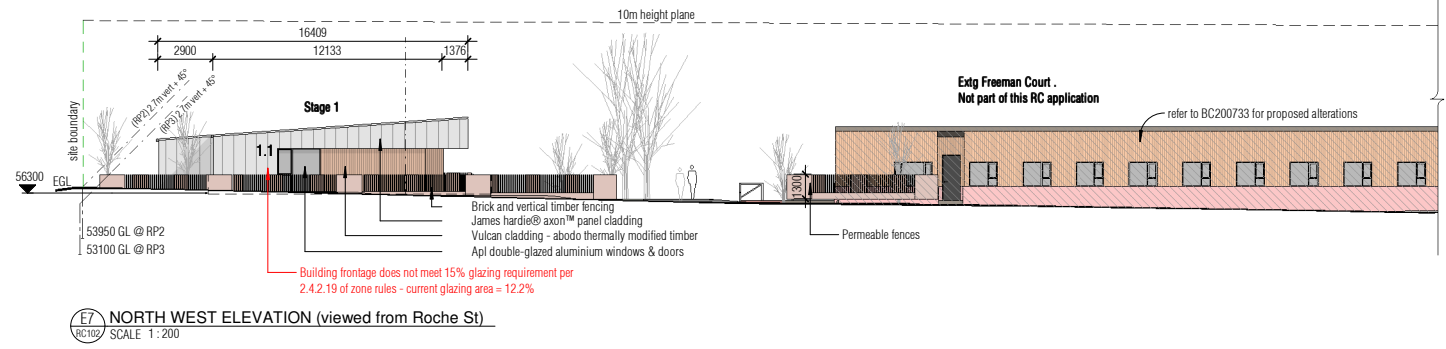 10m height plane
16409
2900
12133
1376
(RP2) 2.7m vert + 45°
(RP3) 2.7m vert + 45°
site boundary
Stage 1
1.1
Extg Freeman Court .
Not part of this RC application
refer to BC200733 for proposed alterations
56300
EGL
1300
Brick and vertical timber fencing
James hardie® axon™ panel cladding
Vulcan cladding - abodo thermally modified timber
Apl double-glazed aluminium windows & doors
Permeable fences
53950 GL @ RP2
53100 GL @ RP3
Building frontage does not meet 15% glazing requirement per
2.4.2.19 of zone rules - current glazing area = 12.2%
E7
RC102
NORTH WEST ELEVATION (viewed from Roche St)
SCALE 1 : 200